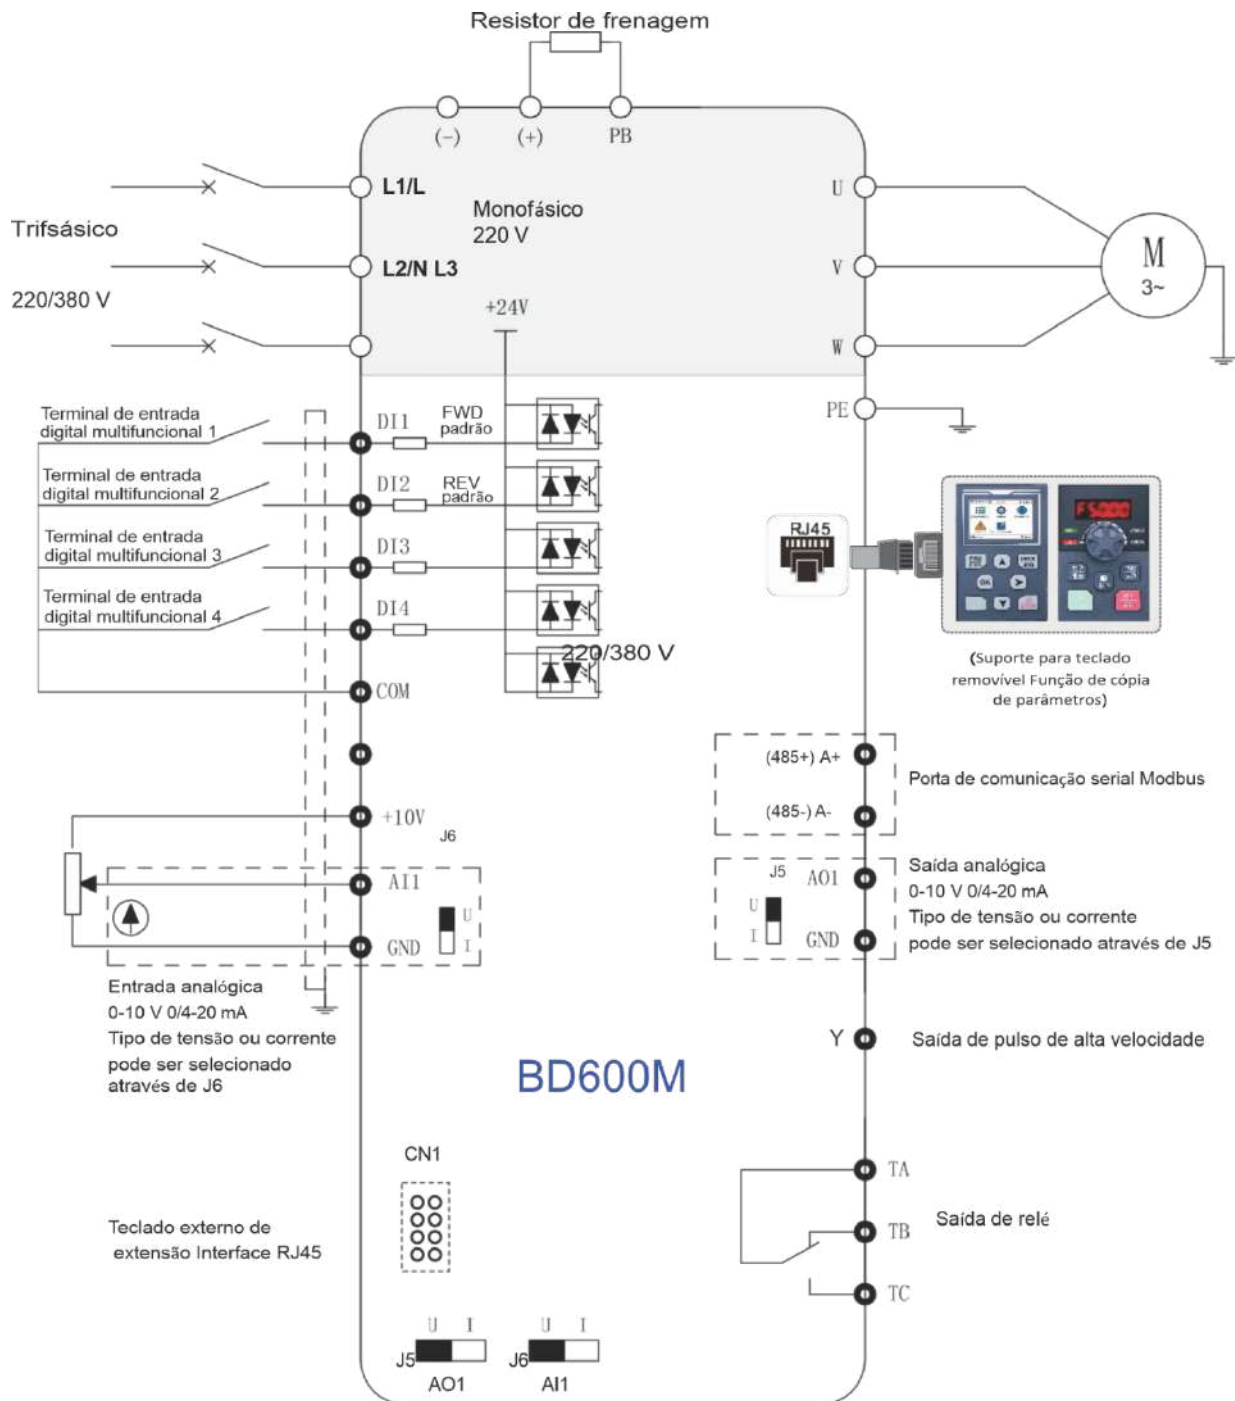 Resistor de frenagem
(-)
(+)
PB
L1/L
Monofásico
220 V
U
Trifsásico
L2/N L3
V
M
3~
220/380 V
+24V
W
PE
Terminal de entrada
digital multifuncional 1
DI1
FWD
padrão
Terminal de entrada
digital multifuncional 2
DI2
REV
padrão
Terminal de entrada
digital multifuncional 3
DI3
Terminal de entrada
digital multifuncional 4
DI4
220/380 V
COM
RJ45
(Suporte para teclado
removível Função de cópia
de parâmetros)
(485+) A+
(485-) A-
Porta de comunicação serial Modbus
+10V
J6
AI1
U
GND
I
Entrada analógica
0-10 V 0/4-20 mA
Tipo de tensão ou corrente
pode ser selecionado
através de J6
J5
AO1
U
I
GND
Saída analógica
0-10 V 0/4-20 mA
Tipo de tensão ou corrente
pode ser selecionado através de J5
Y
Saída de pulso de alta velocidade
BD600M
CN1
Teclado externo de
extensão Interface RJ45
TA
TB
TC
Saída de relé
U I
J5
AO1
U I
J6
AI1